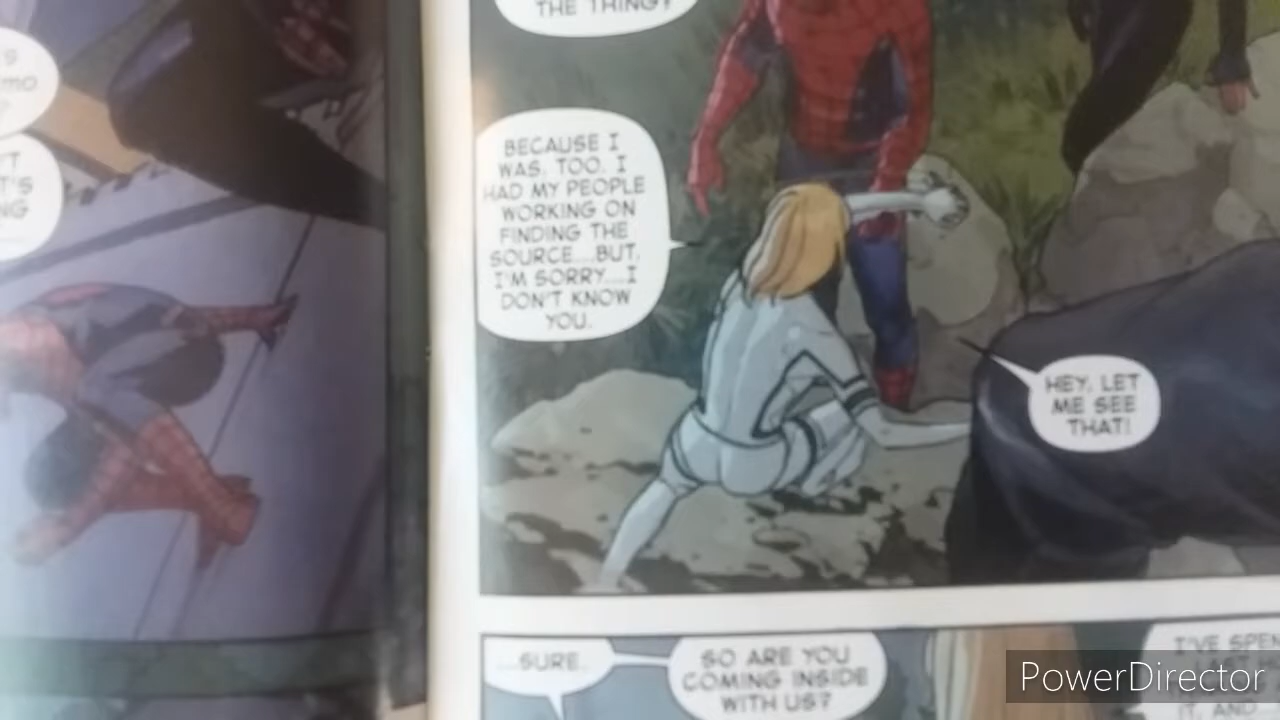 THE THING?
BECAUSE I
WAS, TOO. I
HAD MY PEOPLE
WORKING ON
FINDING THE
SOURCE....BUT,
I'M SORRY....I
DON'T KNOW
YOU.
HEY, LET
ME SEE
THAT!
...SURE.
SO ARE YOU
COMING INSIDE
WITH US?
I'VE
IT, AND
PowerDirector